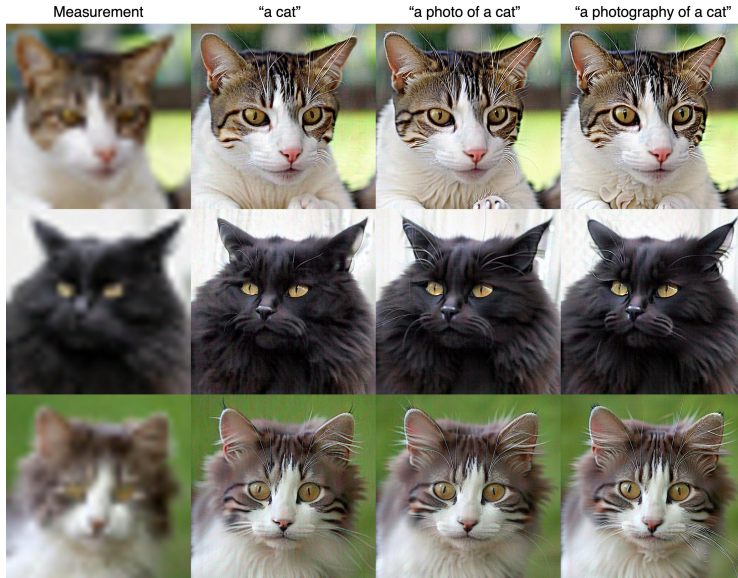 Measurement
“a cat”
“a photo of a cat”
“a photography of a cat”